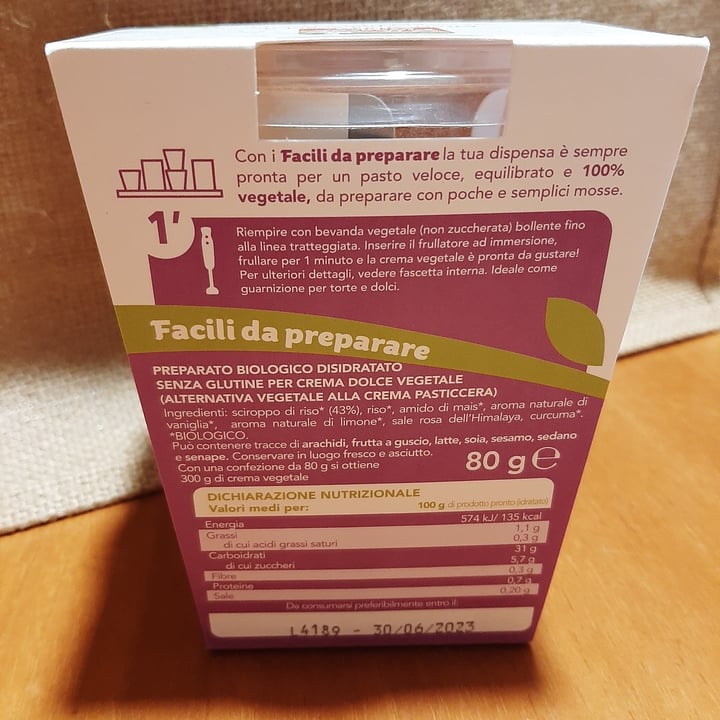 Con i Facili da preparare la tua dispensa è sempre
pronta per un pasto veloce, equilibrato e 100%
vegetale, da preparare con poche e semplici mosse.
1'
Riempire con bevanda vegetale (non zuccherata) bollente fino
alla linea tratteggiata. Inserire il frullatore ad immersione,
frullare per 1 minuto e la crema vegetale è pronta da gustare!
Per ulteriori dettagli, vedere fascetta interna. Ideale come
guarnizione per torte e dolci.
Facili da preparare
PREPARATO BIOLOGICO DISIDRATATO
SENZA GLUTINE PER CREMA DOLCE VEGETALE
(ALTERNATIVA VEGETALE ALLA CREMA PASTICCERA)
Ingredienti: sciroppo di riso* (43%), riso*, amido di mais*, aroma naturale di
vaniglia*, aroma naturale di limone*, sale rosa dell'Himalaya, curcuma*.
*BIOLOGICO.
Può contenere tracce di arachidi, frutta a guscio, latte, soia, sesamo, sedano
e senape. Conservare in luogo fresco e asciutto.
Con una confezione da 80 g si ottiene
300 g di crema vegetale
80 g e
DICHIARAZIONE NUTRIZIONALE
Valori medi per: 100 g di prodotto pronto (idratato)
Energia 574 kJ/ 135 kcal
Grassi 1,1 g
di cui acidi grassi saturi 0,3 g
Carboidrati 31 g
di cui zuccheri 5,7 g
Fibre 0,3 g
Proteine 0,7 g
Sale 0,20 g
Da consumarsi preferibilmente entro il:
L4189 - 30/06/2023